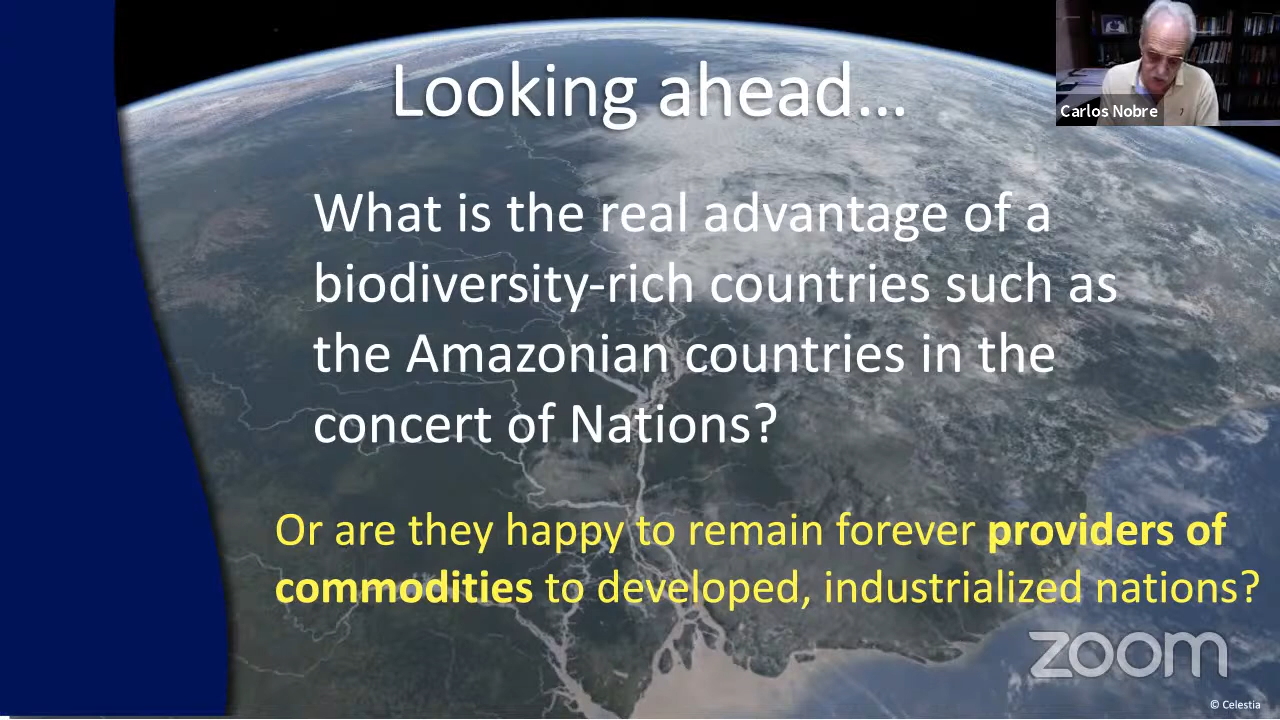 Looking ahead...
Carlos Nobre
What is the real advantage of a
biodiversity-rich countries such as
the Amazonian countries in the
concert of Nations?
Or are they happy to remain forever providers of
commodities to developed, industrialized nations?
zoom
© Celestia